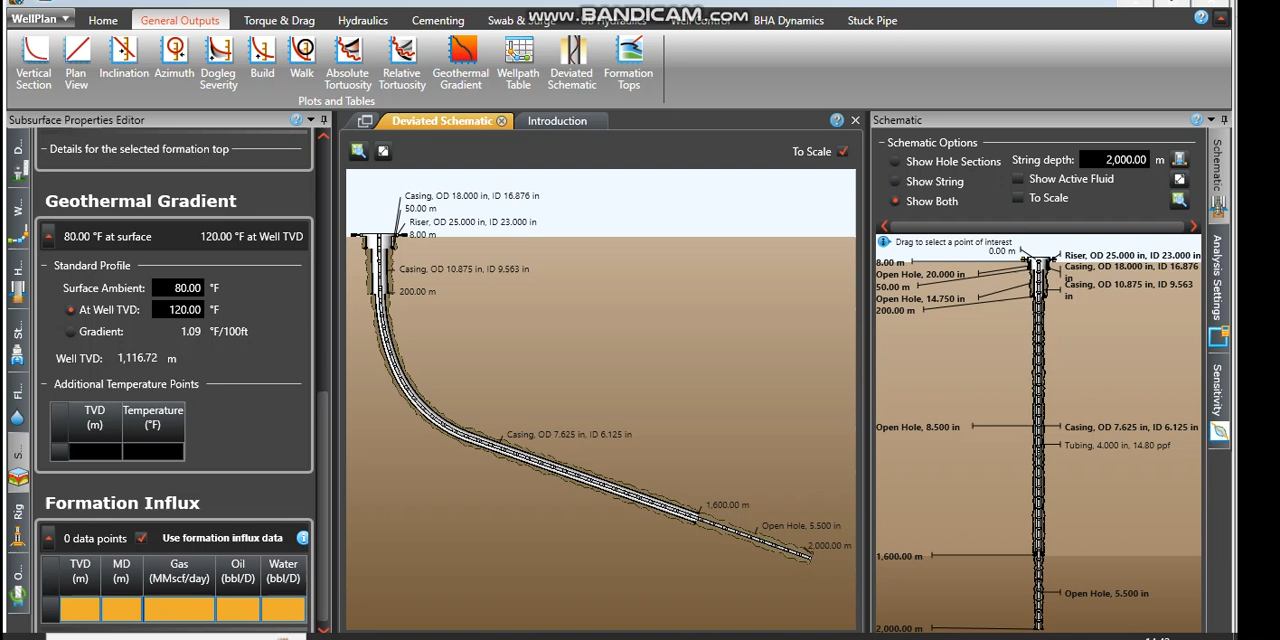 www.BANDICAM.com
WellPlan
Home
General Outputs
Torque & Drag
Hydraulics
Cementing
Swab & Surge
BHA Dynamics
Stuck Pipe
Vertical Section
Plan View
Inclination
Azimuth
Dogleg Severity
Build
Walk
Absolute Tortuosity
Relative Tortuosity
Geothermal Gradient
Wellpath Table
Deviated Schematic
Formation Tops
Plots and Tables
Subsurface Properties Editor
Details for the selected formation top
Geothermal Gradient
80.00 °F at surface
120.00 °F at Well TVD
Standard Profile
Surface Ambient: 80.00 °F
At Well TVD: 120.00 °F
Gradient: 1.09 °F/100ft
Well TVD: 1,116.72 m
Additional Temperature Points
TVD (m)
Temperature (°F)
Formation Influx
0 data points
Use formation influx data
TVD (m)
MD (m)
Gas (MMscf/day)
Oil (bbl/D)
Water (bbl/D)
D...
W...
H...
St...
Fl...
S...
Rig
O...
Deviated Schematic
Introduction
To Scale
Casing, OD 18.000 in, ID 16.876 in
50.00 m
Riser, OD 25.000 in, ID 23.000 in
8.00 m
Casing, OD 10.875 in, ID 9.563 in
200.00 m
Casing, OD 7.625 in, ID 6.125 in
1,600.00 m
Open Hole, 5.500 in
2,000.00 m
Schematic
Schematic Options
Show Hole Sections
String depth: 2,000.00 m
Show String
Show Active Fluid
Show Both
To Scale
Drag to select a point of interest
0.00 m
8.00 m
Riser, OD 25.000 in, ID 23.000 in
Open Hole, 20.000 in
Casing, OD 18.000 in, ID 16.876 in
50.00 m
Casing, OD 10.875 in, ID 9.563 in
Open Hole, 14.750 in
200.00 m
Open Hole, 8.500 in
Casing, OD 7.625 in, ID 6.125 in
Tubing, 4.000 in, 14.80 ppf
1,600.00 m
Open Hole, 5.500 in
2,000.00 m
Schematic
Analysis Settings
Sensitivity